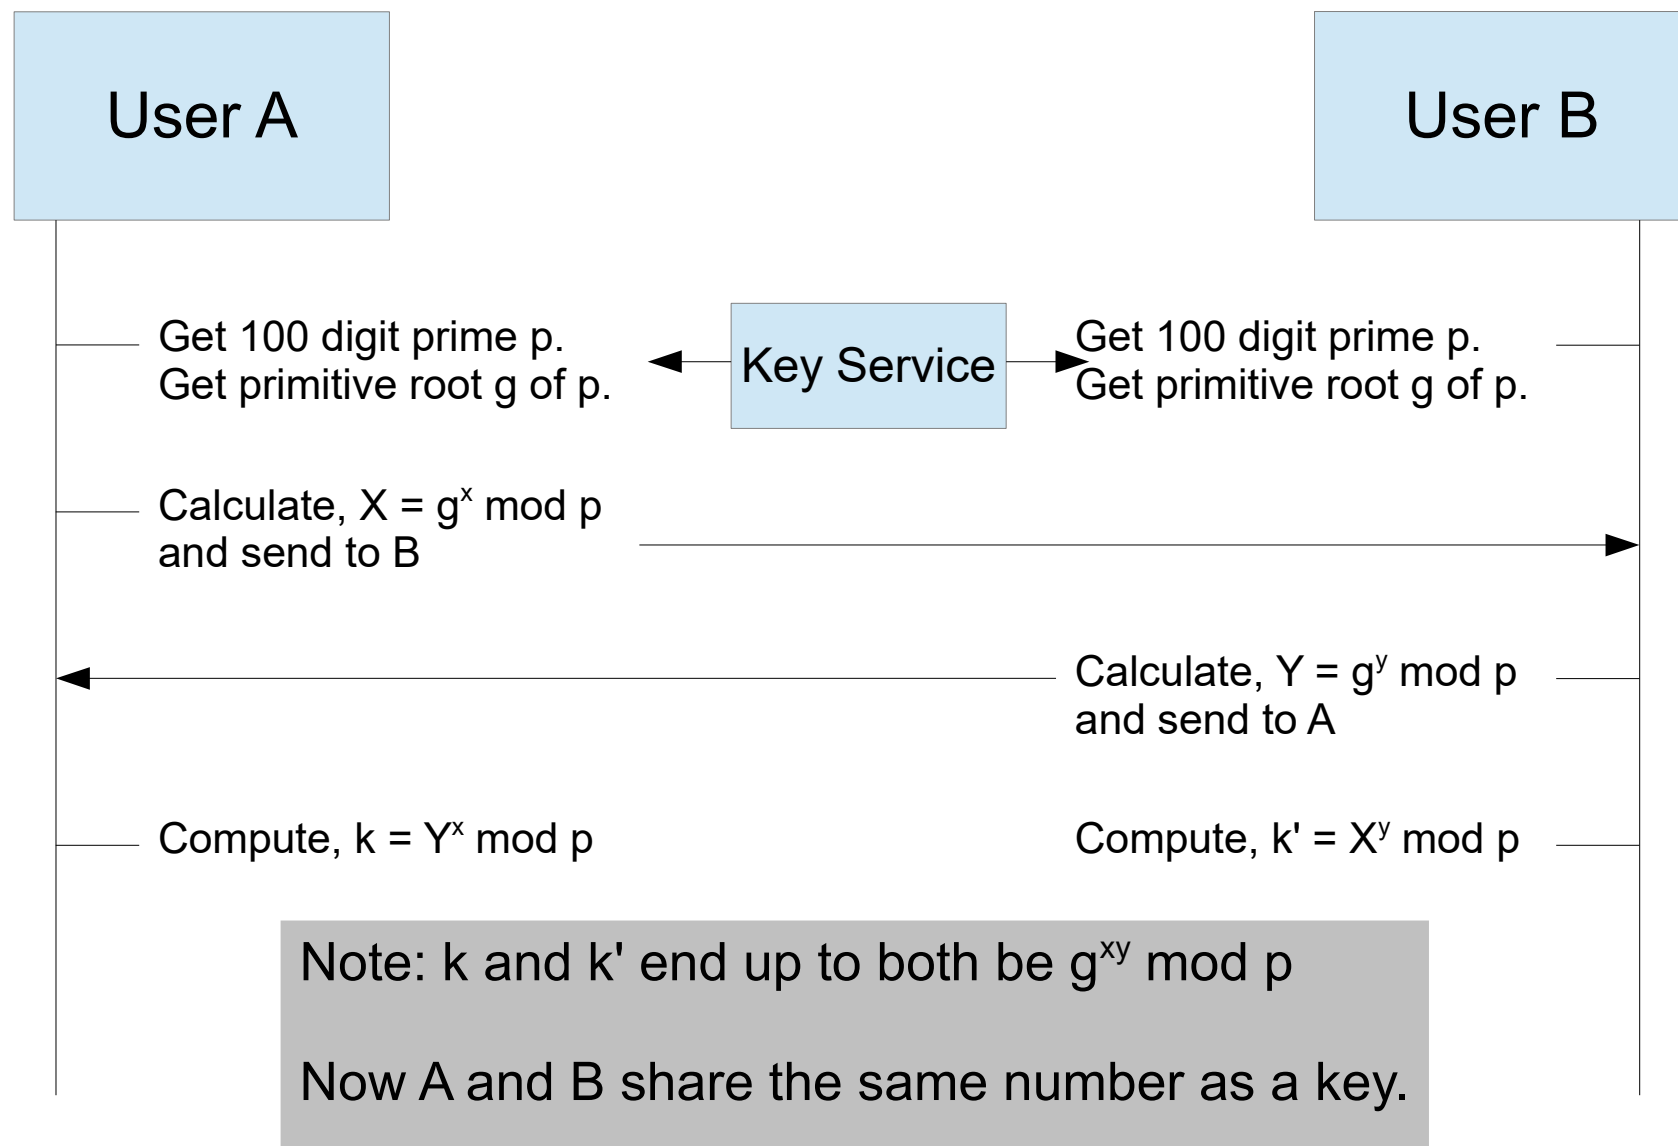 User A
User B
Get 100 digit prime p.
Get primitive root g of p.
Key Service
Get 100 digit prime p.
Get primitive root g of p.
Calculate, X = g^x mod p
and send to B
Calculate, Y = g^y mod p
and send to A
Compute, k = Y^x mod p
Compute, k' = X^y mod p
Note: k and k' end up to both be g^xy mod p
Now A and B share the same number as a key.